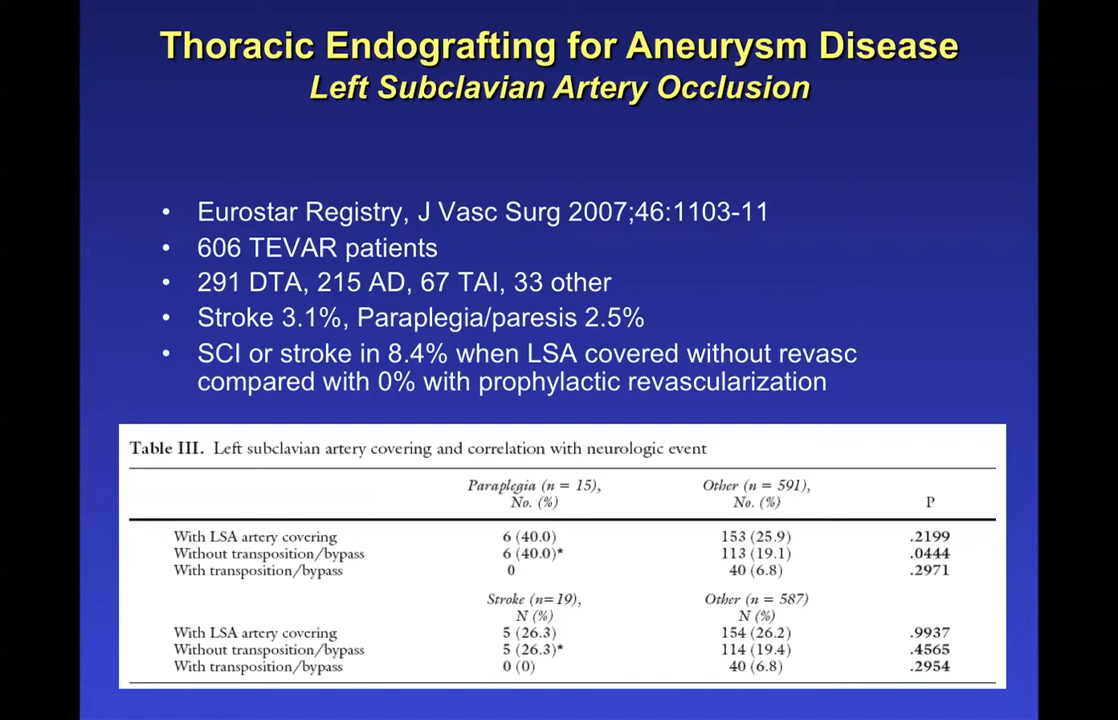 Thoracic Endografting for Aneurysm Disease
Left Subclavian Artery Occlusion
• Eurostar Registry, J Vasc Surg 2007;46:1103-11
• 606 TEVAR patients
• 291 DTA, 215 AD, 67 TAI, 33 other
• Stroke 3.1%, Paraplegia/paresis 2.5%
• SCI or stroke in 8.4% when LSA covered without revasc
compared with 0% with prophylactic revascularization
Table III. Left subclavian artery covering and correlation with neurologic event
Paraplegia (n = 15), Other (n = 591),
No. (%) No. (%) P
With LSA artery covering 6 (40.0) 153 (25.9) .2199
Without transposition/bypass 6 (40.0)* 113 (19.1) .0444
With transposition/bypass 0 40 (6.8) .2971
Stroke (n=19), Other (n = 587)
N (%) N (%)
With LSA artery covering 5 (26.3) 154 (26.2) .9937
Without transposition/bypass 5 (26.3)* 114 (19.4) .4565
With transposition/bypass 0 (0) 40 (6.8) .2954